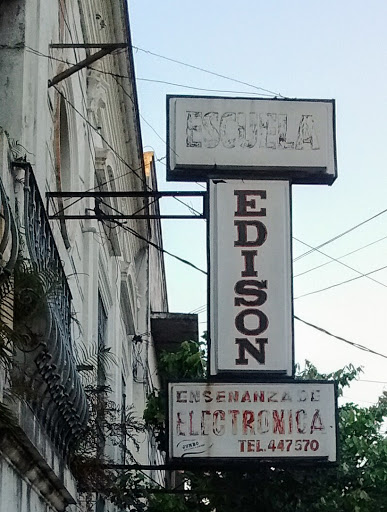 ESCUELA
EDISON
ENSEÑANZA DE
ELECTRONICA
TEL. 447570